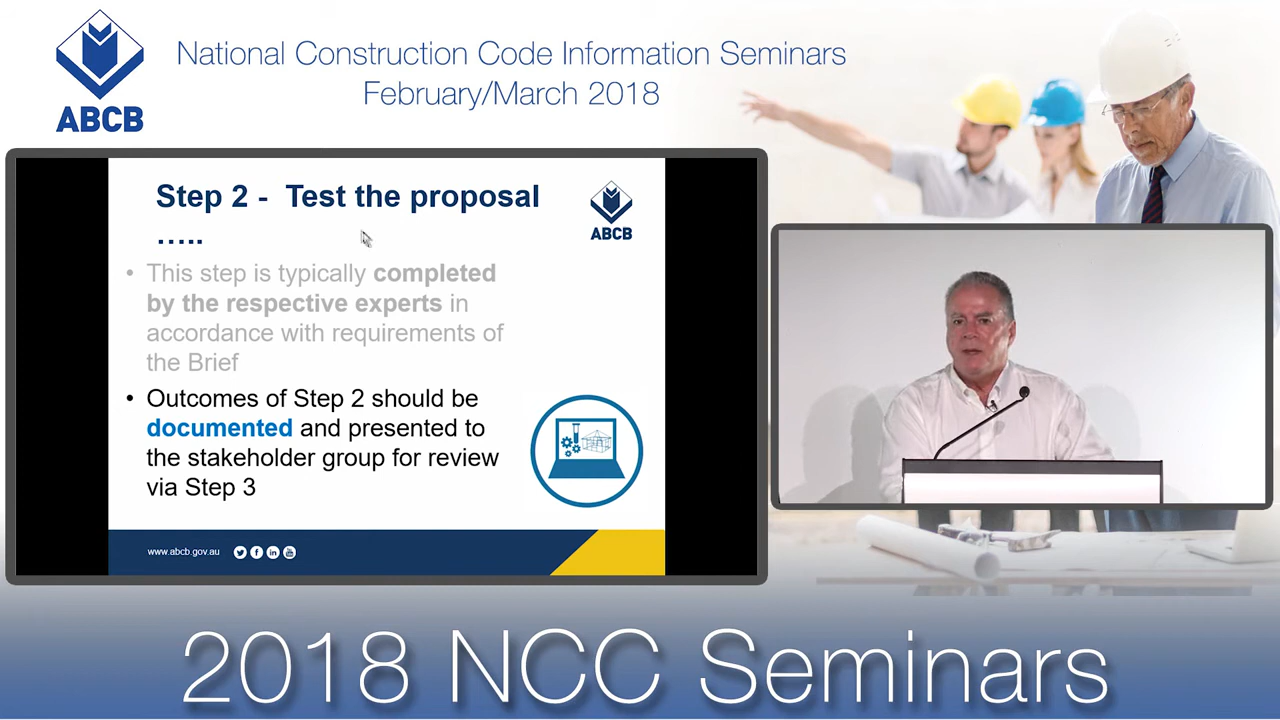 ABCB
National Construction Code Information Seminars
February/March 2018
Step 2 - Test the proposal
.....
ABCB
• This step is typically completed
by the respective experts in
accordance with requirements of
the Brief
• Outcomes of Step 2 should be
documented and presented to
the stakeholder group for review
via Step 3
www.abcb.gov.au
2018 NCC Seminars